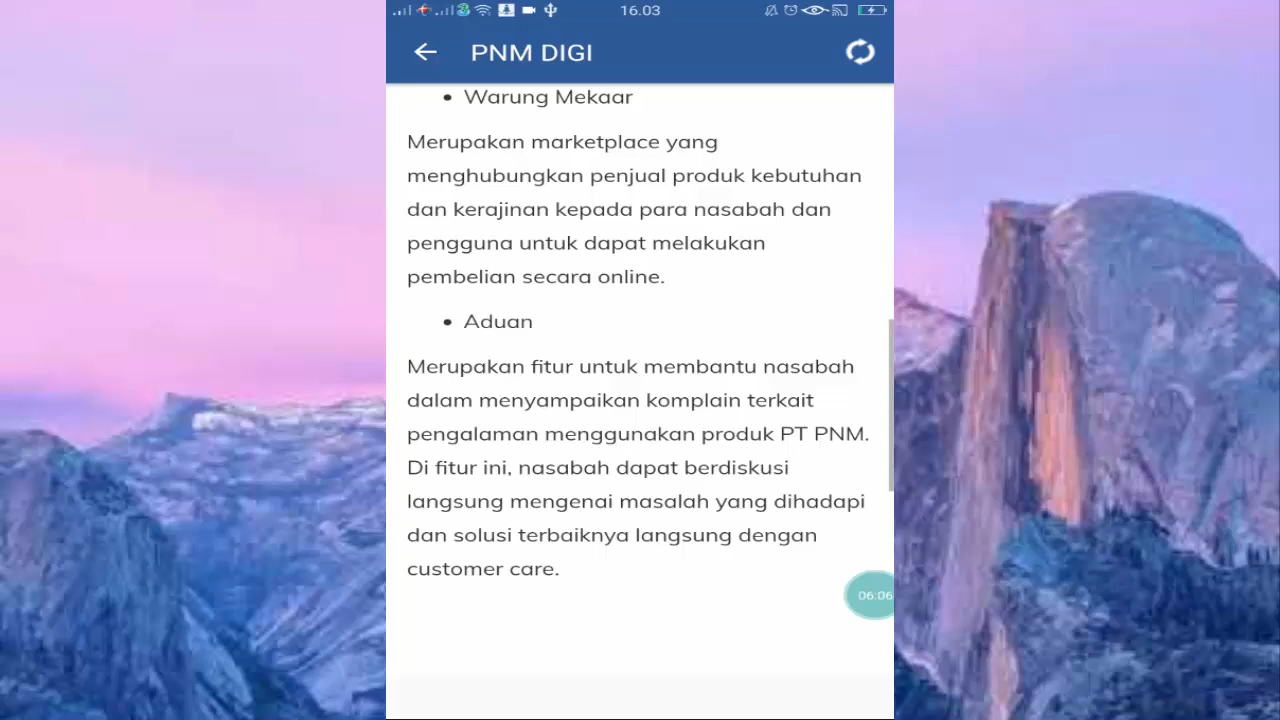 16.03
PNM DIGI
• Warung Mekaar
Merupakan marketplace yang
menghubungkan penjual produk kebutuhan
dan kerajinan kepada para nasabah dan
pengguna untuk dapat melakukan
pembelian secara online.
• Aduan
Merupakan fitur untuk membantu nasabah
dalam menyampaikan komplain terkait
pengalaman menggunakan produk PT PNM.
Di fitur ini, nasabah dapat berdiskusi
langsung mengenai masalah yang dihadapi
dan solusi terbaiknya langsung dengan
customer care.
06:06